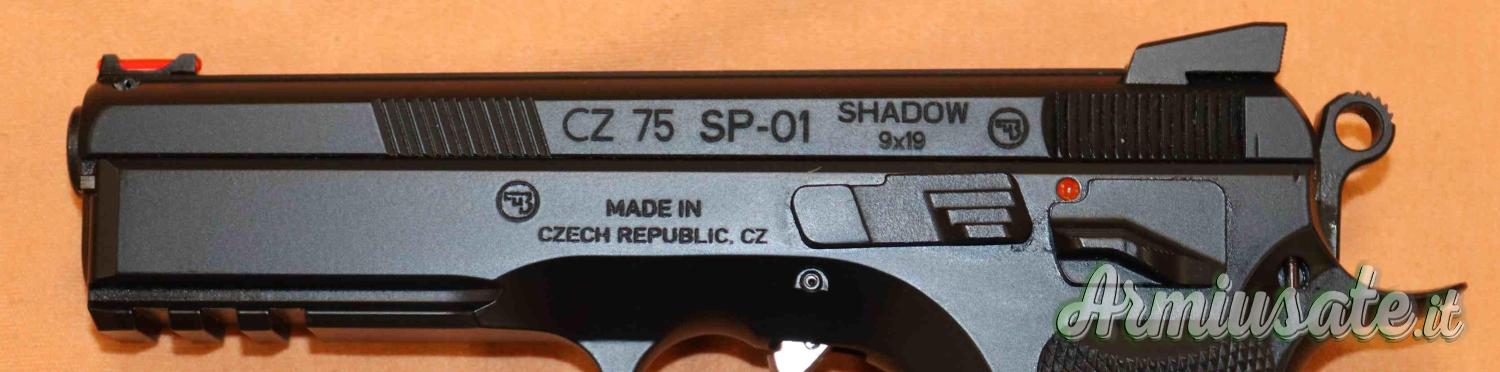 CZ 75 SP-01 SHADOW
9x19
MADE IN
CZECH REPUBLIC, CZ
Armiusate.it